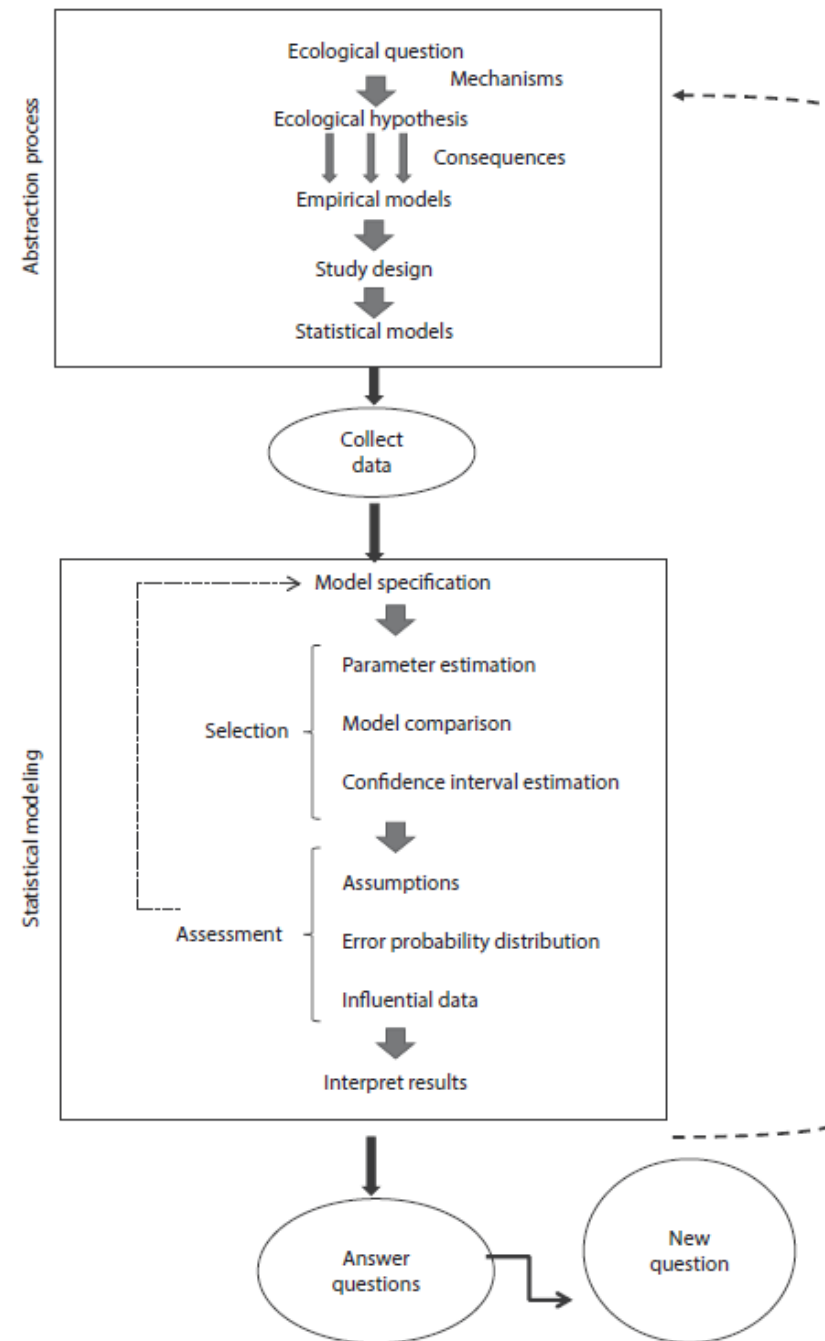 Abstraction process
Ecological question
Mechanisms
Ecological hypothesis
Consequences
Empirical models
Study design
Statistical models
Collect
data
Statistical modeling
Model specification
Parameter estimation
Selection
Model comparison
Confidence interval estimation
Assumptions
Assessment
Error probability distribution
Influential data
Interpret results
Answer
questions
New
question